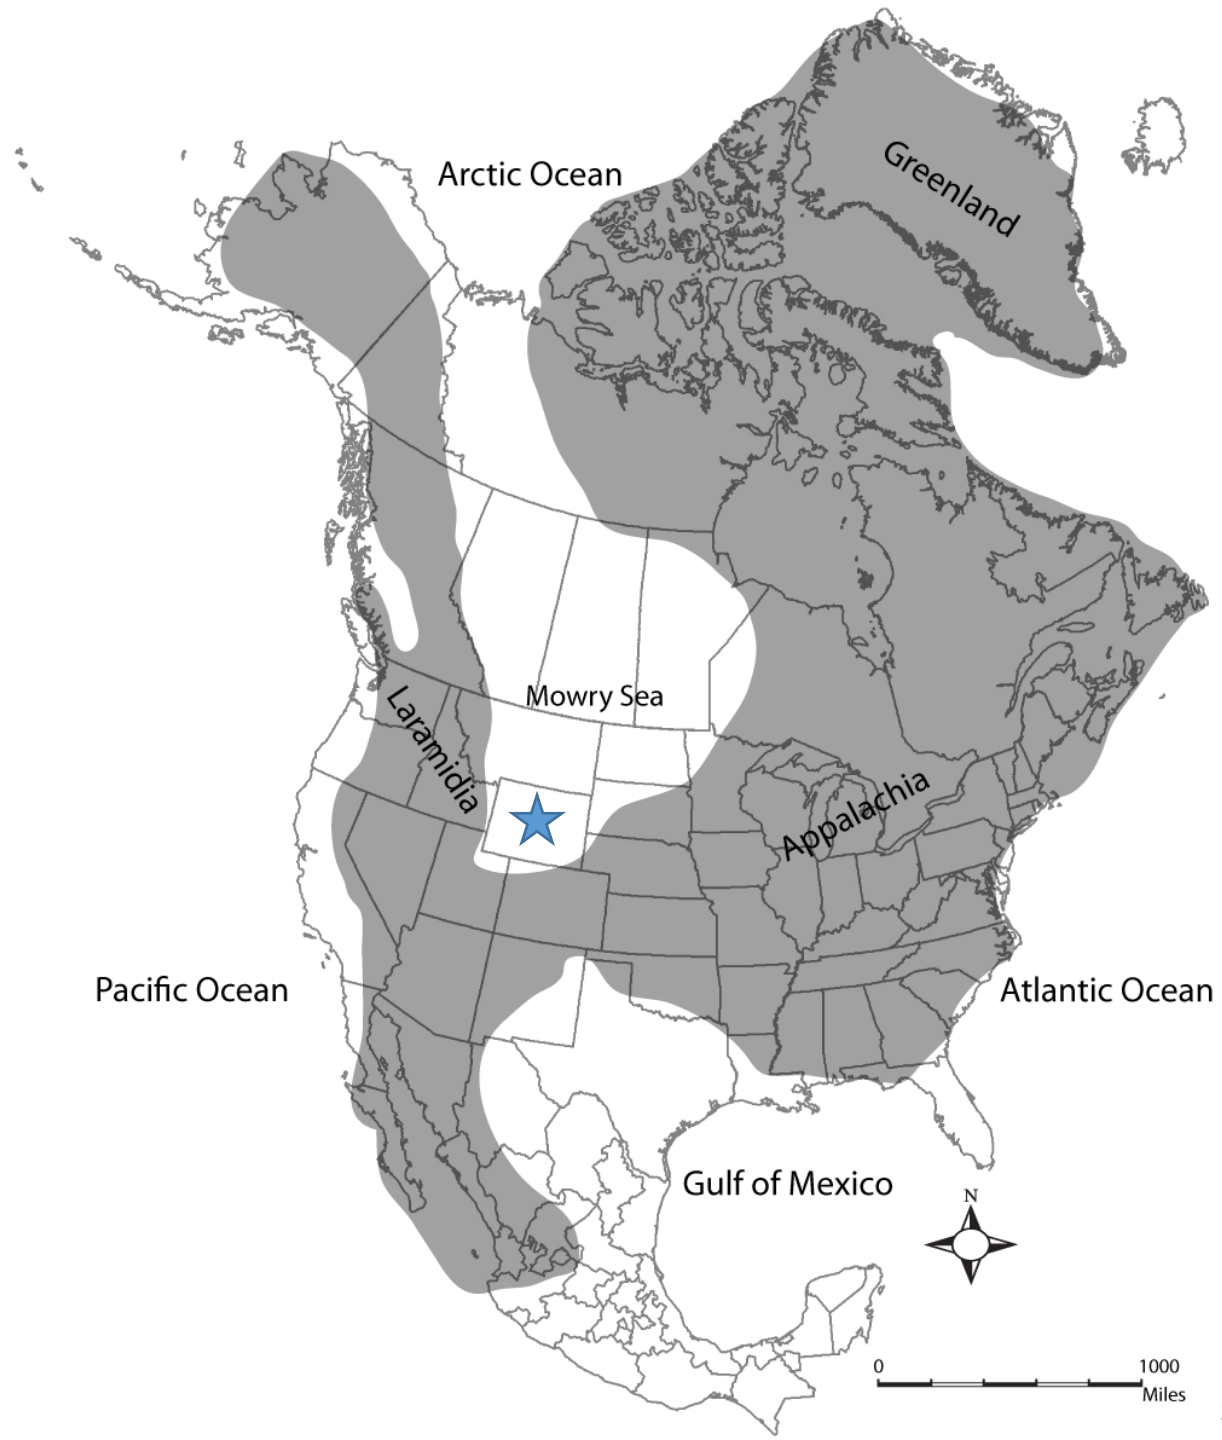 Arctic Ocean
Greenland
Mowry Sea
Laramidia
Appalachia
Pacific Ocean
Atlantic Ocean
Gulf of Mexico
N
0 1000
Miles